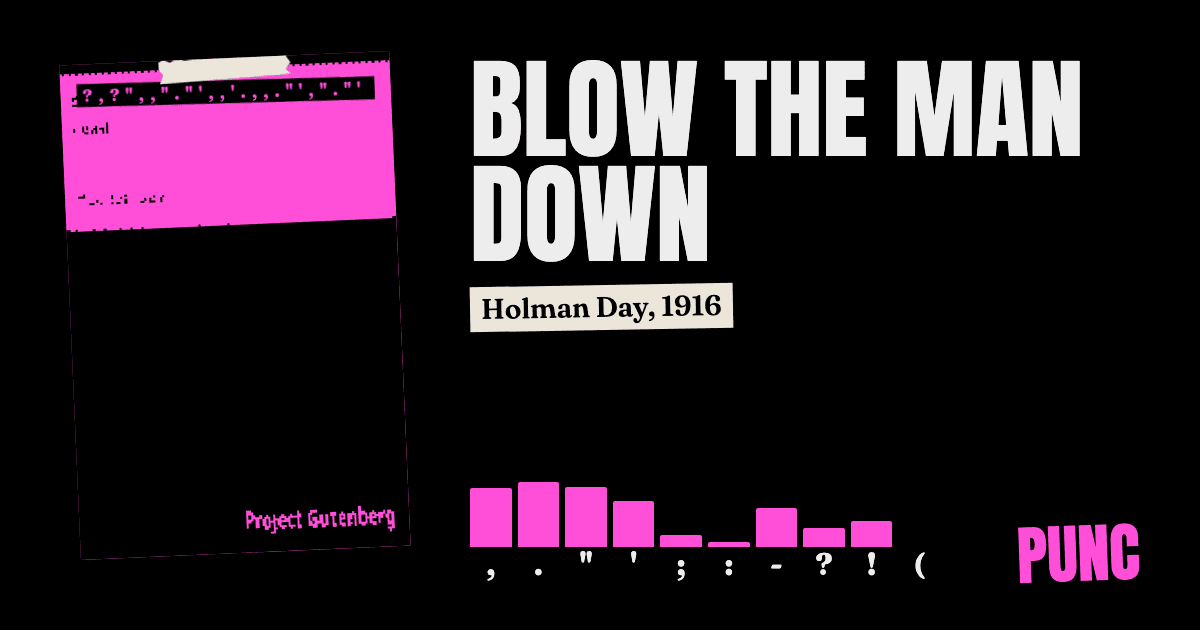 ?,?",,".''',,'.,,."',"."'
Project Gutenberg
BLOW THE MAN
DOWN
Holman Day, 1916
, . " ' ; : - ? ! (
PUNC